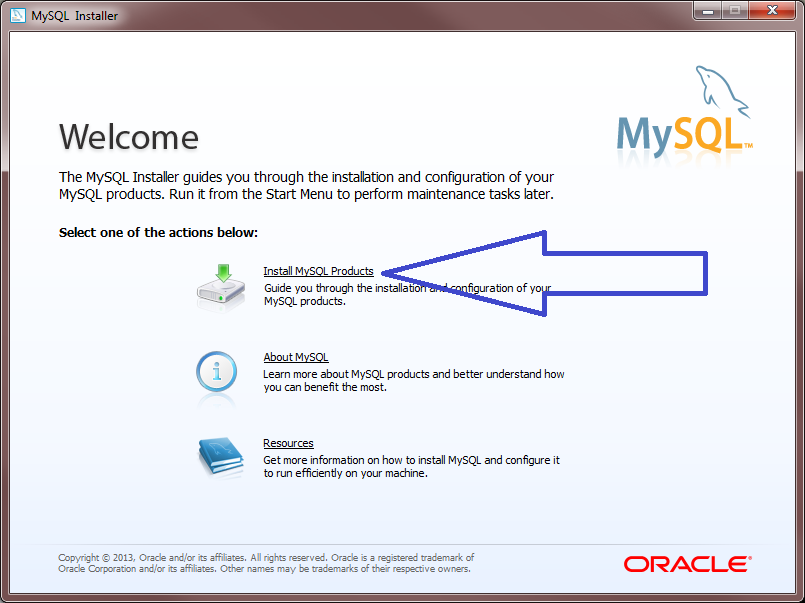 MySQL Installer
MySQL™
Welcome
The MySQL Installer guides you through the installation and configuration of your
MySQL products. Run it from the Start Menu to perform maintenance tasks later.
Select one of the actions below:
Install MySQL Products
Guide you through the installation and configuration of your
MySQL products.
About MySQL
Learn more about MySQL products and better understand how
you can benefit the most.
Resources
Get more information on how to install MySQL and configure it
to run efficiently on your machine.
Copyright © 2013, Oracle and/or its affiliates. All rights reserved. Oracle is a registered trademark of
Oracle Corporation and/or its affiliates. Other names may be trademarks of their respective owners.
ORACLE®